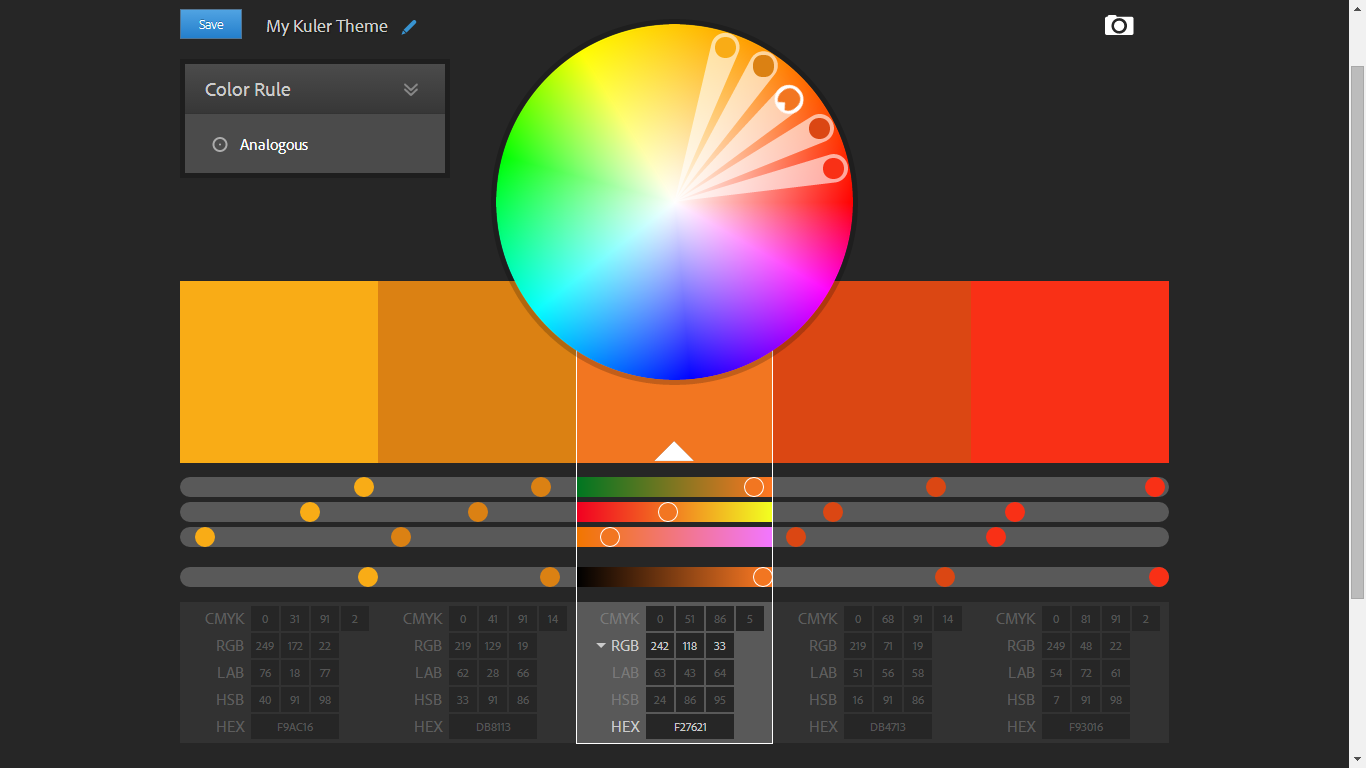 Save
My Kuler Theme
Color Rule
Analogous
CMYK 0 31 91 2 CMYK 0 41 91 14 CMYK 0 51 86 5 CMYK 0 68 91 14 CMYK 0 81 91 2
RGB 249 172 22 RGB 219 129 19 RGB 242 118 33 RGB 219 71 19 RGB 249 48 22
LAB 76 18 77 LAB 62 28 66 LAB 63 43 64 LAB 51 56 58 LAB 54 72 61
HSB 40 91 98 HSB 33 91 86 HSB 24 86 95 HSB 16 91 86 HSB 7 91 98
HEX F9AC16 HEX DB8113 HEX F27621 HEX DB4713 HEX F93016